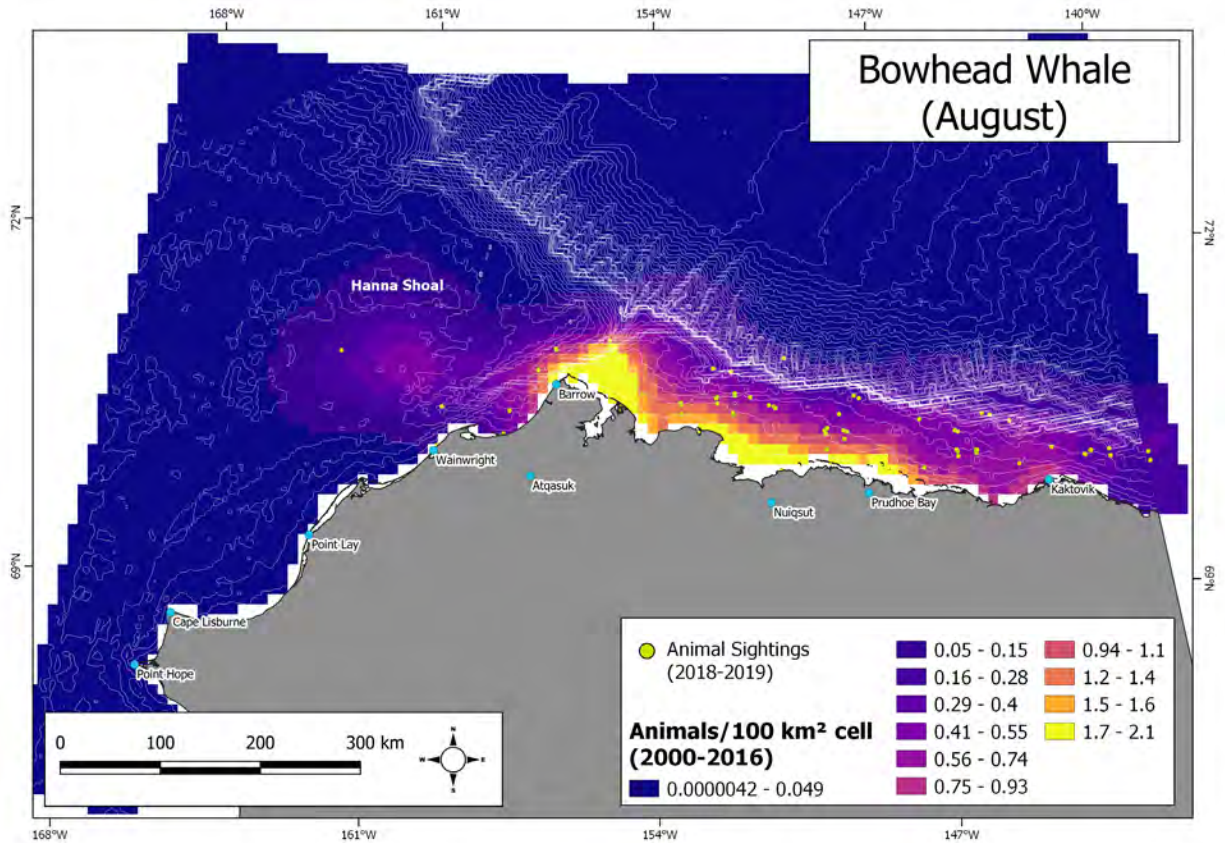 168°W 161°W 154°W 147°W 140°W
Bowhead Whale
(August)
72°N
72°N
Hanna Shoal
Barrow
Wainwright
Atqasuk
Nuiqsut
Prudhoe Bay
Kaktovik
Point Lay
69°N
69°N
Cape Lisburne
Point Hope
Animal Sightings
(2018-2019)
Animals/100 km² cell
(2000-2016)
0.0000042 - 0.049
0.05 - 0.15
0.16 - 0.28
0.29 - 0.4
0.41 - 0.55
0.56 - 0.74
0.75 - 0.93
0.94 - 1.1
1.2 - 1.4
1.5 - 1.6
1.7 - 2.1
0 100 200 300 km
N
W E
S
168°W 161°W 154°W 147°W